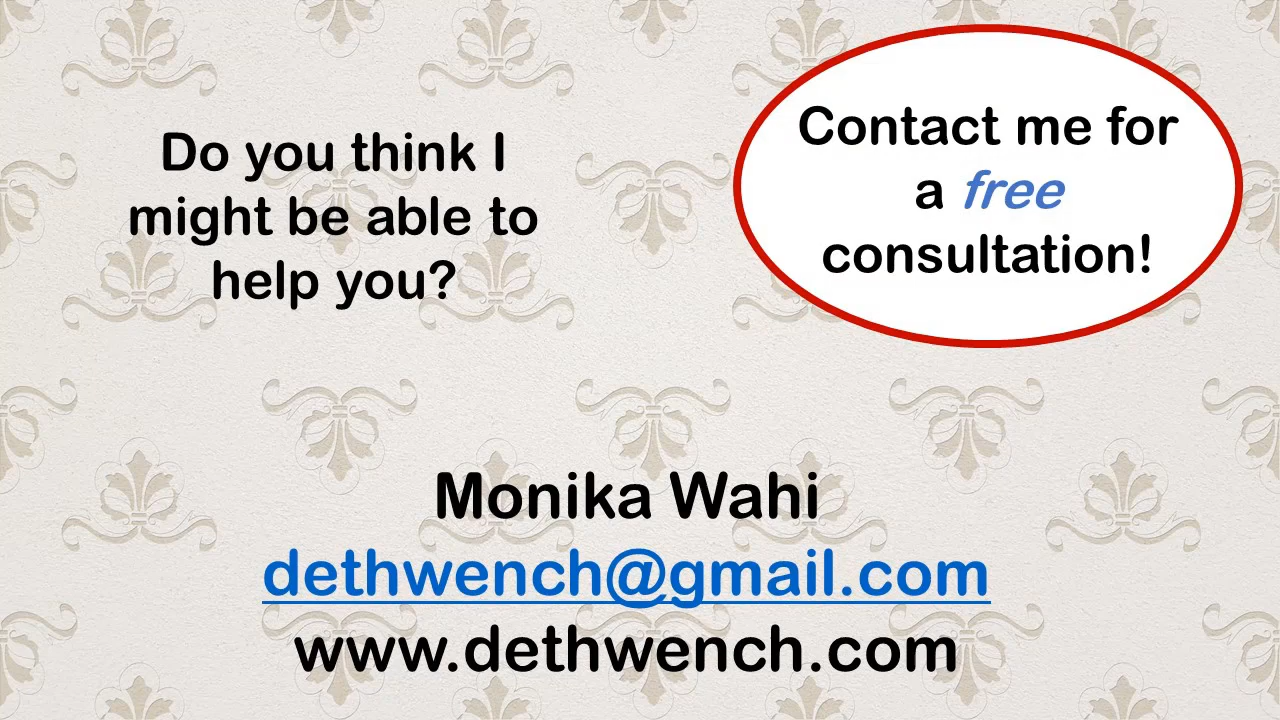 Do you think I
might be able to
help you?
Contact me for
a free
consultation!
Monika Wahi
dethwench@gmail.com
www.dethwench.com